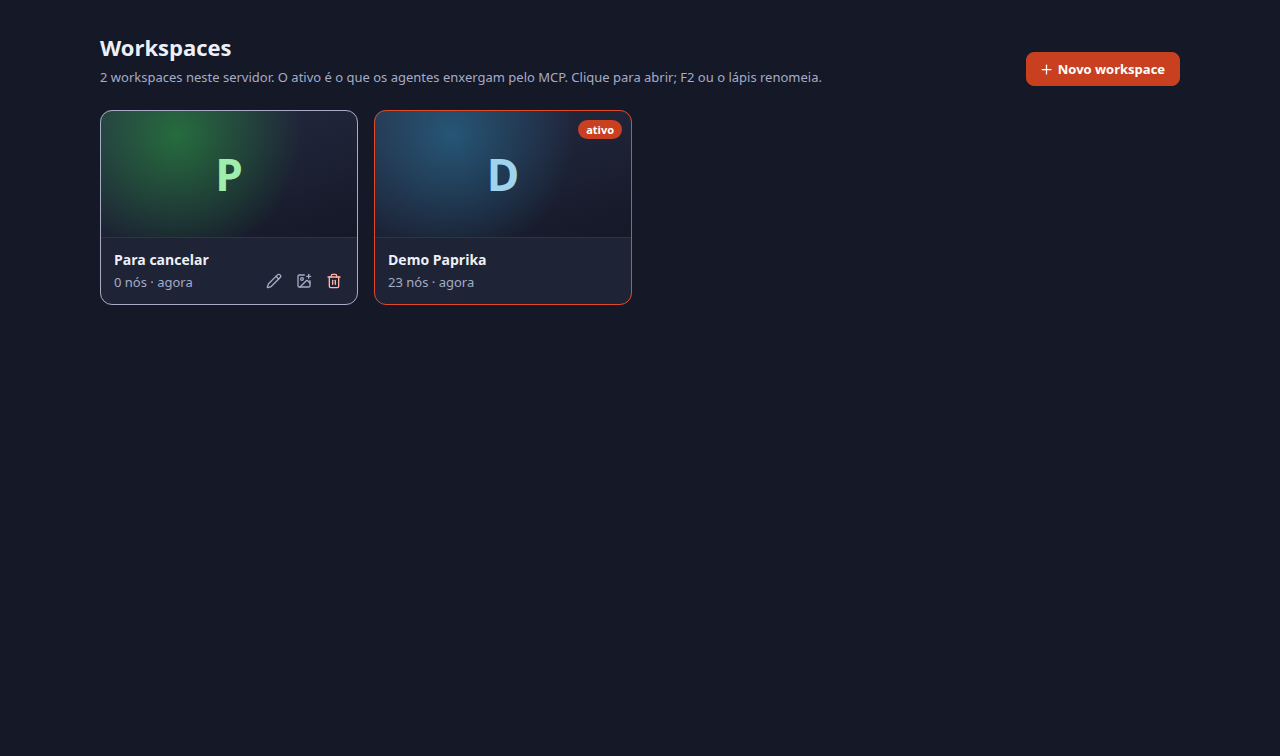 Workspaces
2 workspaces neste servidor. O ativo é o que os agentes enxergam pelo MCP. Clique para abrir; F2 ou o lápis renomeia.
Novo workspace
P
Para cancelar
0 nós · agora
ativo
D
Demo Paprika
23 nós · agora